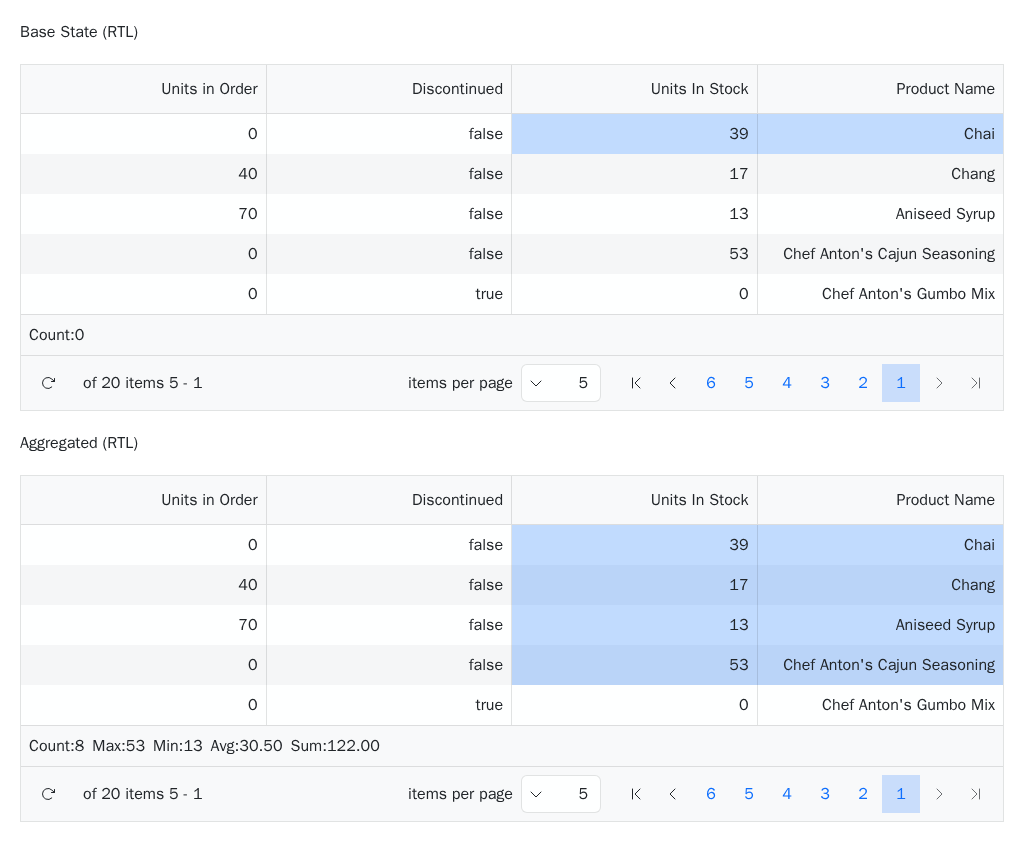 Base State (RTL)
Units in Order Discontinued Units In Stock Product Name
0 false 39 Chai
40 false 17 Chang
70 false 13 Aniseed Syrup
0 false 53 Chef Anton's Cajun Seasoning
0 true 0 Chef Anton's Gumbo Mix
Count:0
of 20 items 5 - 1 items per page 5 6 5 4 3 2 1
Aggregated (RTL)
Units in Order Discontinued Units In Stock Product Name
0 false 39 Chai
40 false 17 Chang
70 false 13 Aniseed Syrup
0 false 53 Chef Anton's Cajun Seasoning
0 true 0 Chef Anton's Gumbo Mix
Count:8 Max:53 Min:13 Avg:30.50 Sum:122.00
of 20 items 5 - 1 items per page 5 6 5 4 3 2 1